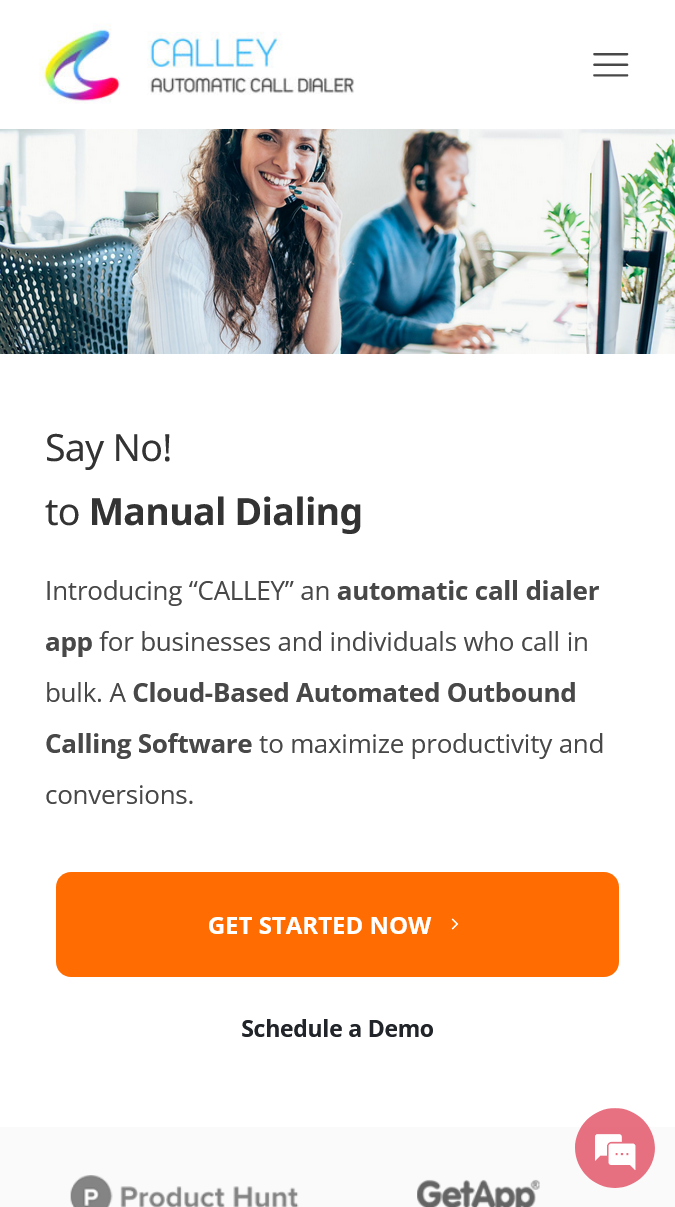 CALLEY
AUTOMATIC CALL DIALER
Say No!
to Manual Dialing
Introducing “CALLEY” an automatic call dialer
app for businesses and individuals who call in
bulk. A Cloud-Based Automated Outbound
Calling Software to maximize productivity and
conversions.
GET STARTED NOW
Schedule a Demo
P Product Hunt
GetApp®